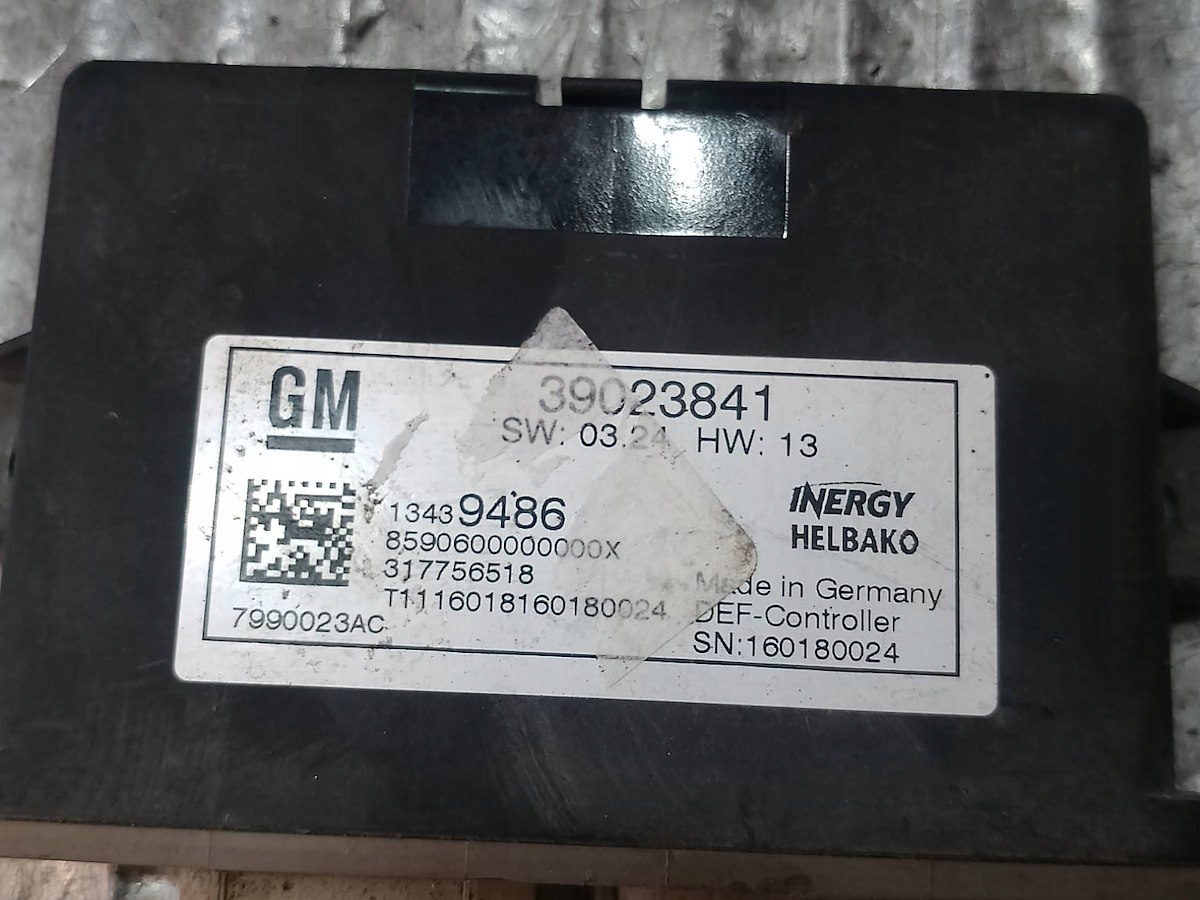 GM
39023841
SW: 03.24 HW: 13
13439486
8590600000000X
317756518
T1116018160180024
7990023AC
INERGY
HELBAKO
Made in Germany
DEF-Controller
SN:160180024